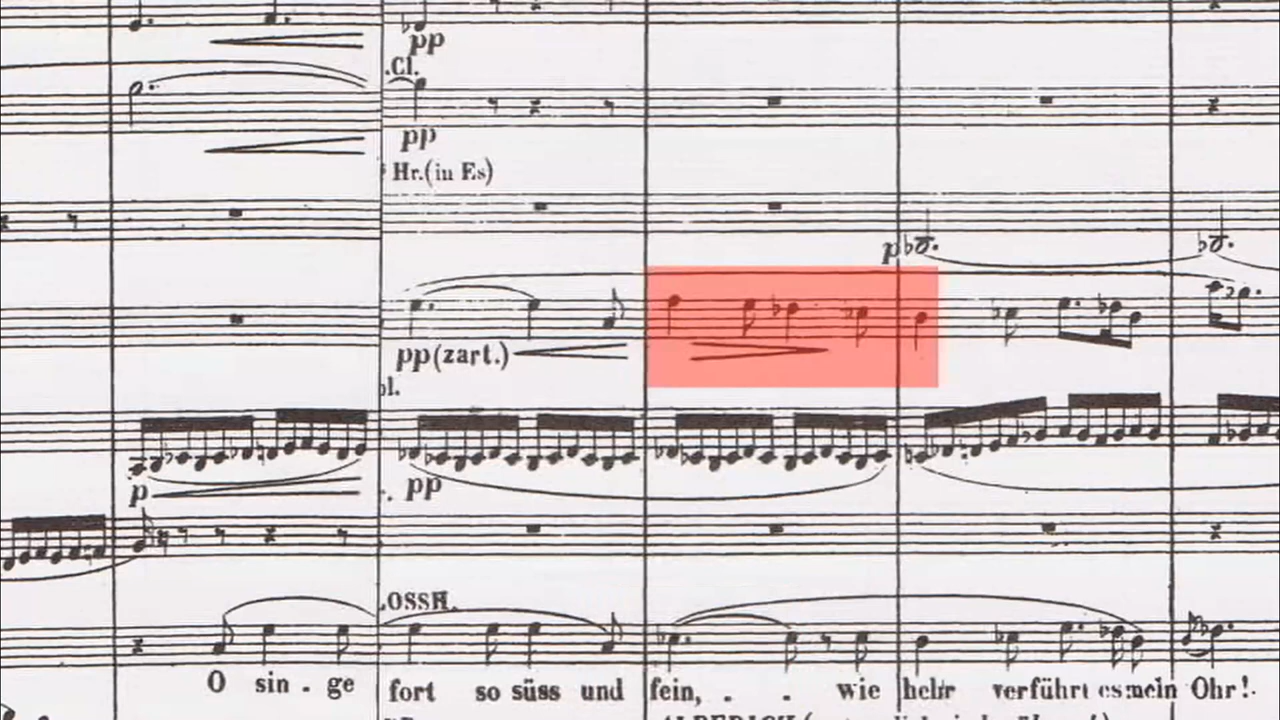 pp
.Cl.
pp
Hr.(in Es)
p
pp(zart.)
p
pp
.OSSH.
O sin . ge fort so süss und fein, . . wie hehr verführt es mein Ohr!.